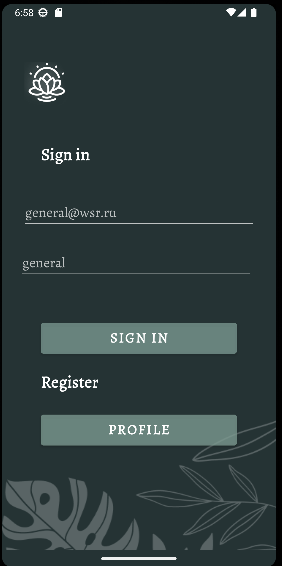 6:58
Sign in
general@wsr.ru
general
SIGN IN
Register
PROFILE